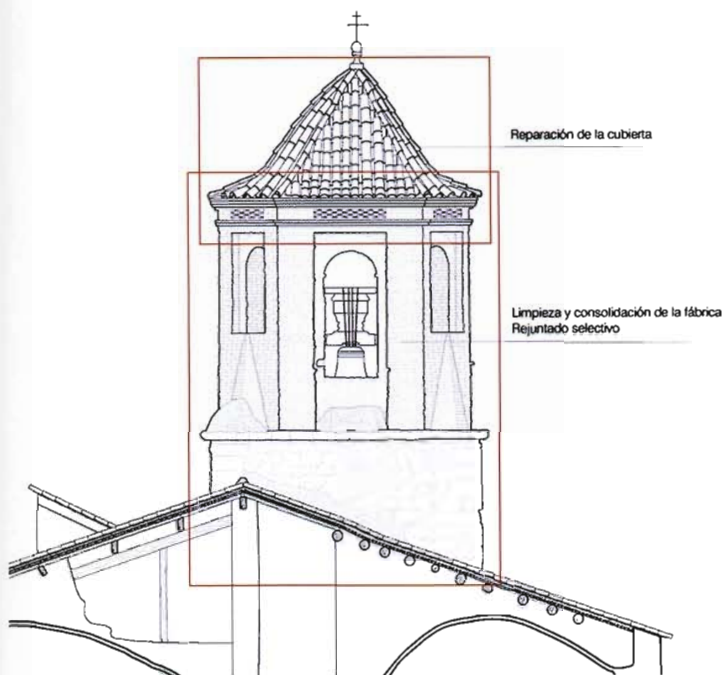 Reparación de la cubierta
Limpieza y consolidación de la fábrica
Rejuntado selectivo